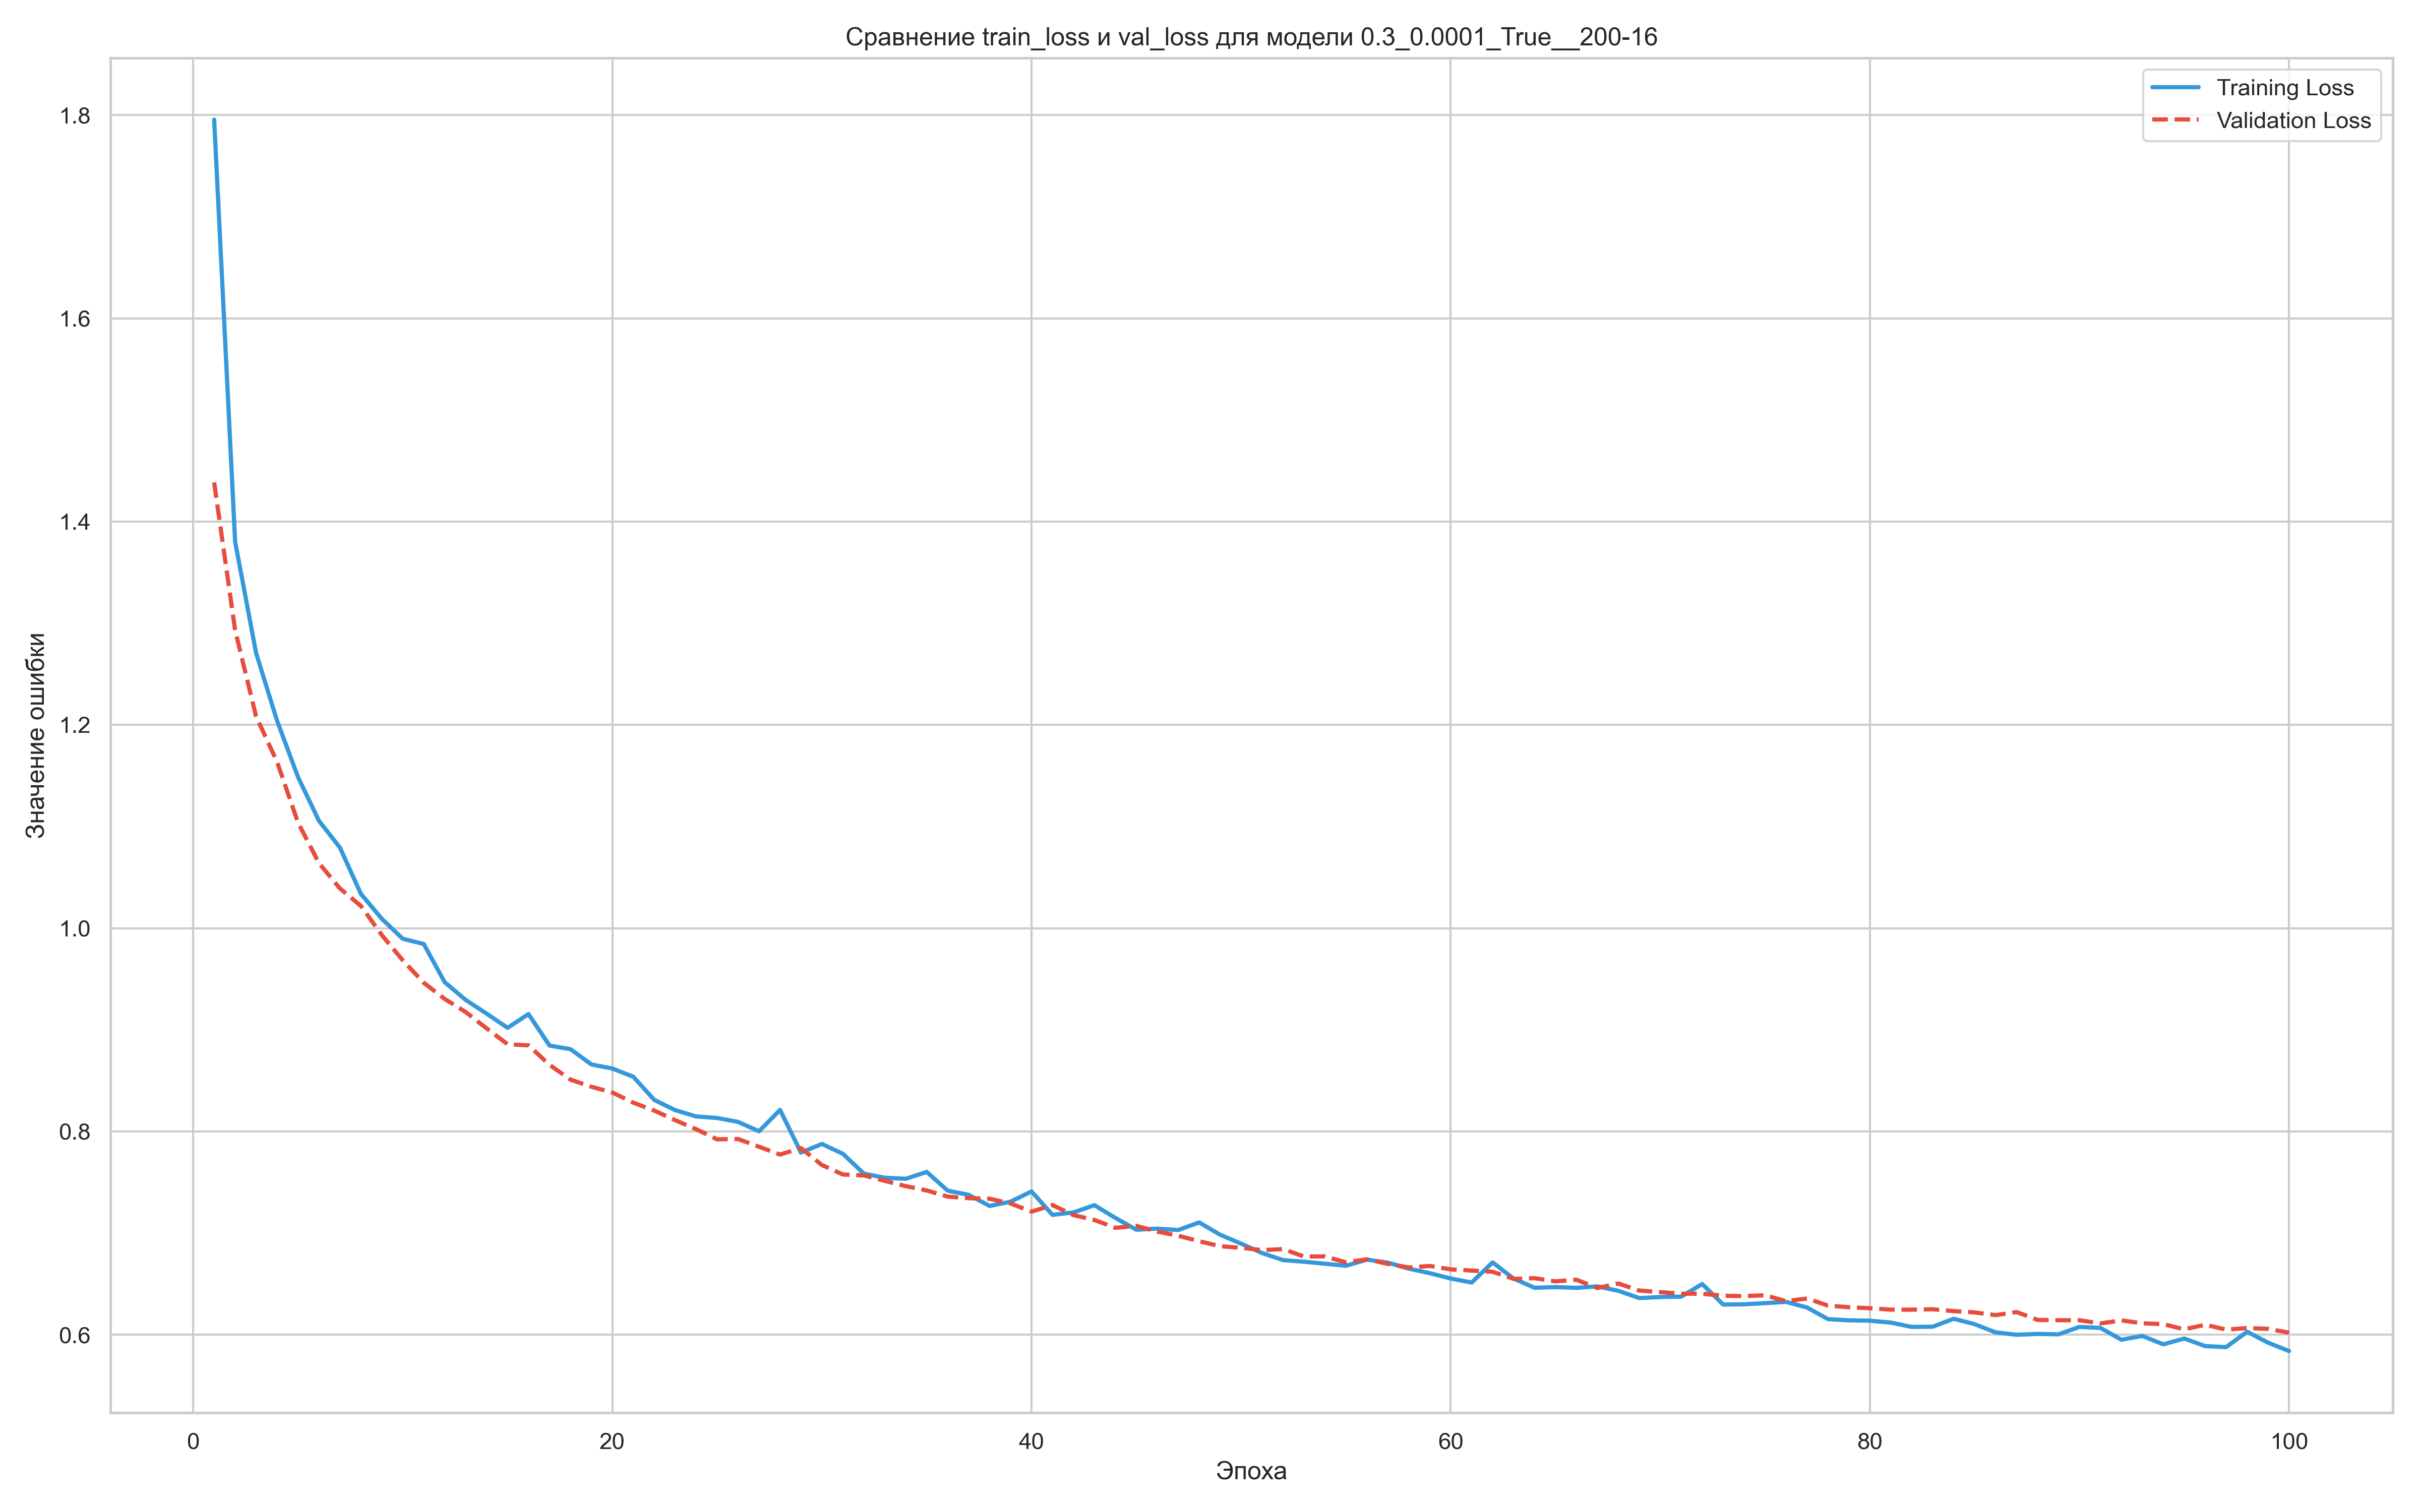 Сравнение train_loss и val_loss для модели 0.3_0.0001_True__200-16
Training Loss
Validation Loss
1.8
1.6
1.4
1.2
1.0
0.8
0.6
Значение ошибки
0 20 40 60 80 100
Эпоха